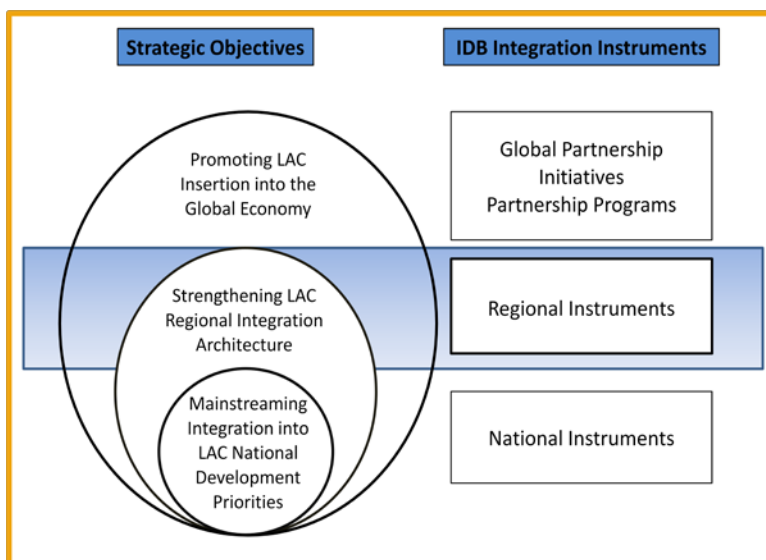 Strategic Objectives
IDB Integration Instruments
Promoting LAC
Insertion into the
Global Economy
Global Partnership
Initiatives
Partnership Programs
Strengthening LAC
Regional Integration
Architecture
Regional Instruments
Mainstreaming
Integration into
LAC National
Development
Priorities
National Instruments